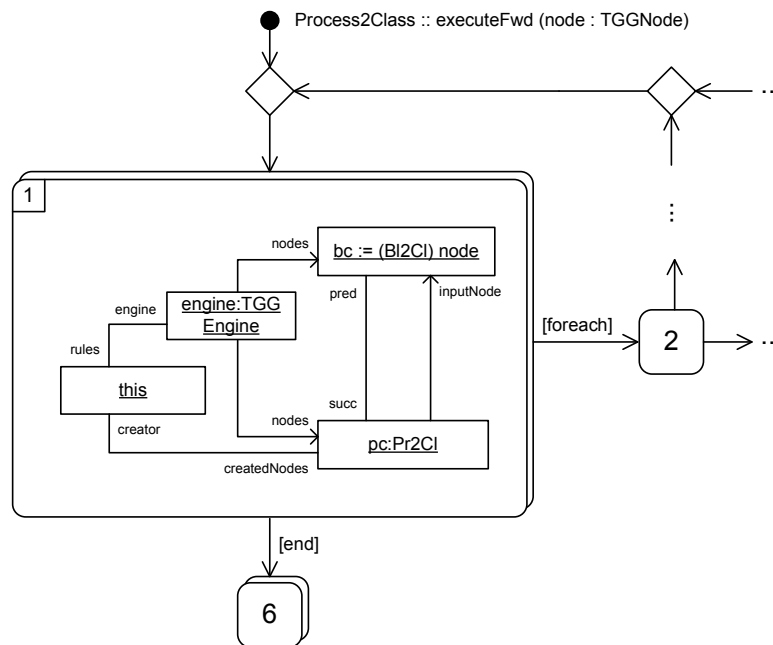 Process2Class :: executeFwd (node : TGGNode)
...
1
...
nodes
bc := (Bl2Cl) node
pred
inputNode
engine
engine:TGG
Engine
[foreach]
2
...
rules
this
succ
creator
nodes
pc:Pr2Cl
createdNodes
[end]
6